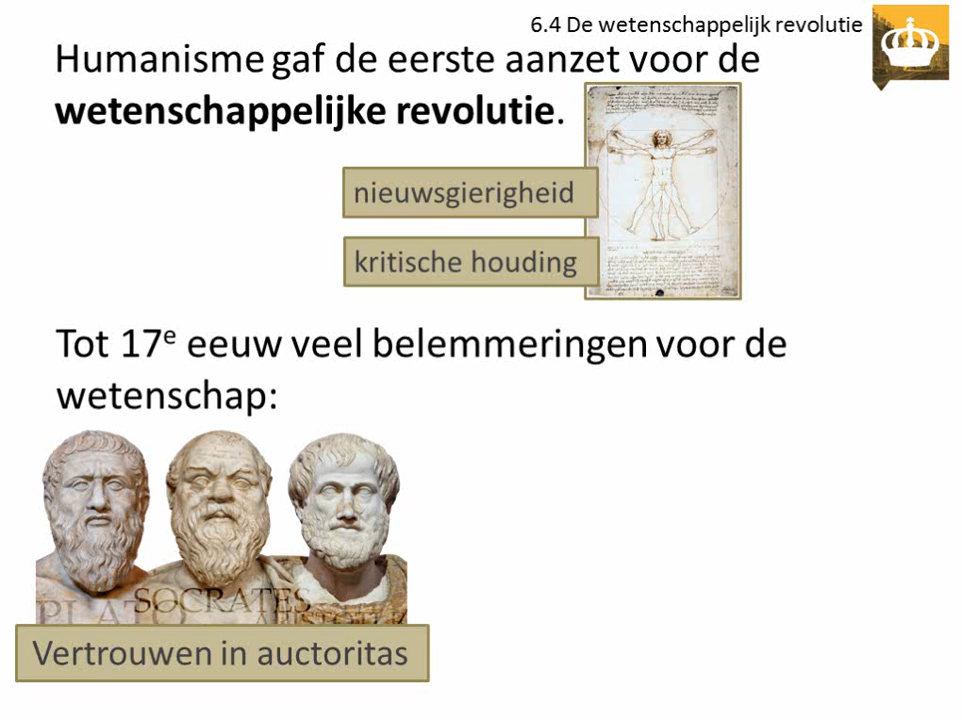 6.4 De wetenschappelijk revolutie
Humanisme gaf de eerste aanzet voor de
wetenschappelijke revolutie.
nieuwsgierigheid
kritische houding
Tot 17e eeuw veel belemmeringen voor de
wetenschap:
PLATO SOCRATES
Vertrouwen in auctoritas